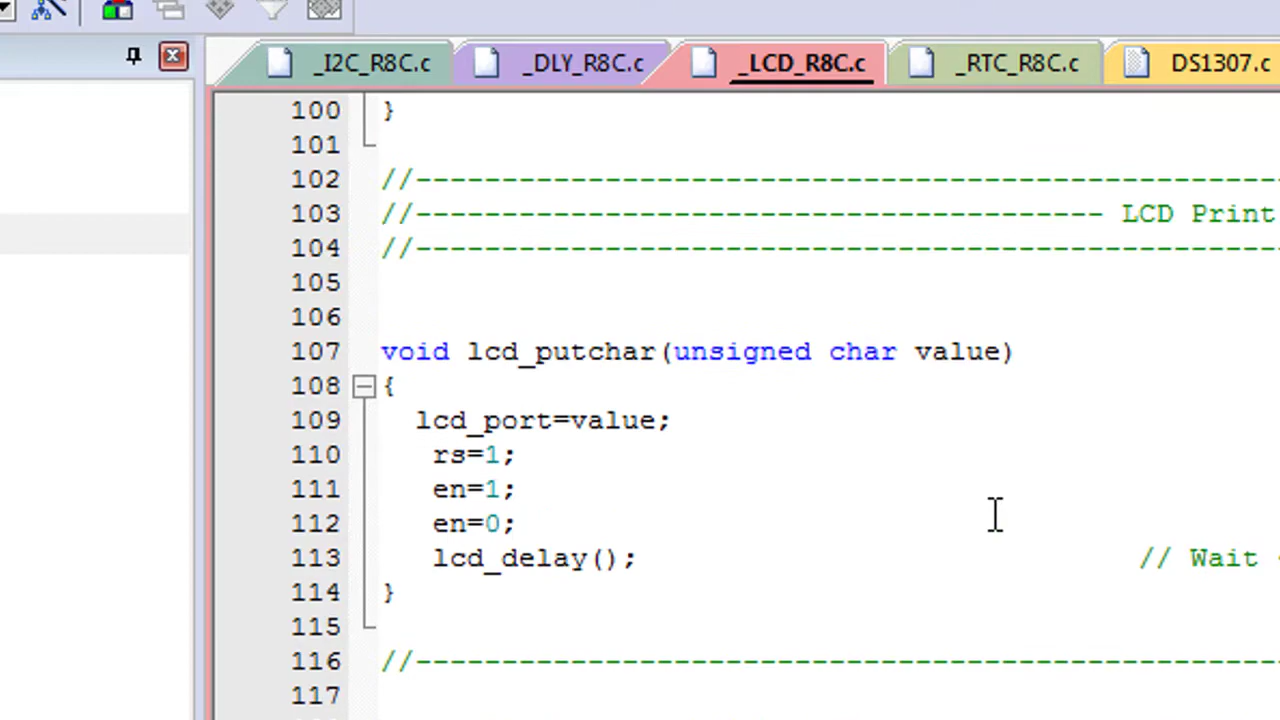 _I2C_R8C.c _DLY_R8C.c _LCD_R8C.c _RTC_R8C.c DS1307.c
100 }
101
102 //--------------------------------------------------
103 //---------------------------------------- LCD Print
104 //--------------------------------------------------
105
106
107 void lcd_putchar(unsigned char value)
108 {
109 lcd_port=value;
110 rs=1;
111 en=1;
112 en=0;
113 lcd_delay(); // Wait
114 }
115
116 //--------------------------------------------------
117